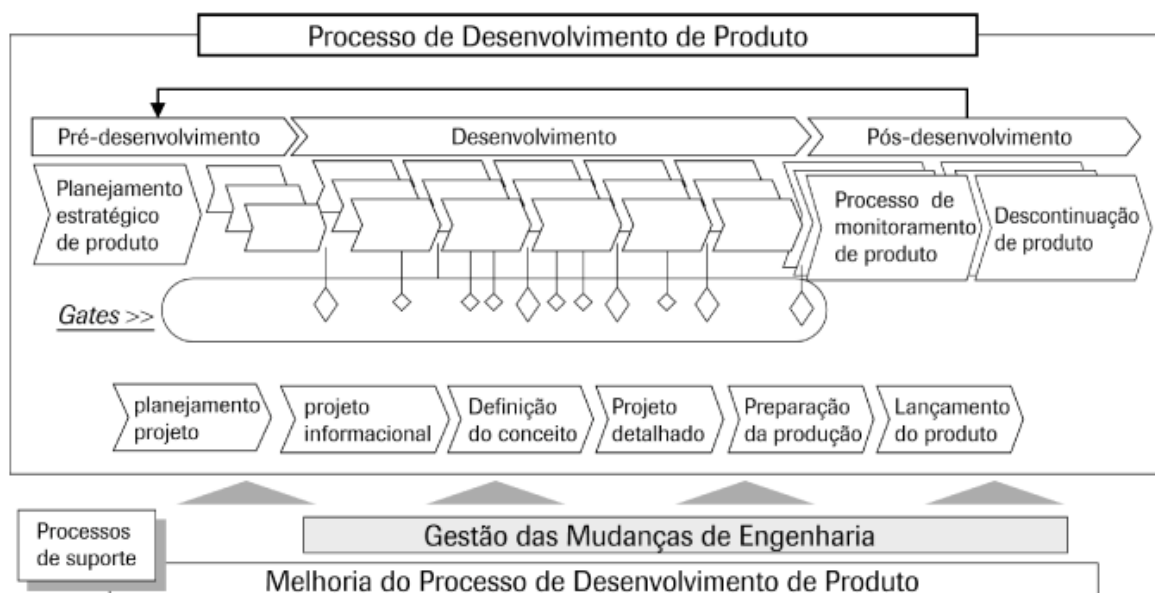 Processo de Desenvolvimento de Produto
Pré-desenvolvimento
Desenvolvimento
Pós-desenvolvimento
Planejamento
estratégico
de produto
Processo de
monitoramento
de produto
Descontinuação
de produto
Gates >>
planejamento
projeto
projeto
informacional
Definição
do conceito
Projeto
detalhado
Preparação
da produção
Lançamento
do produto
Processos
de suporte
Gestão das Mudanças de Engenharia
Melhoria do Processo de Desenvolvimento de Produto